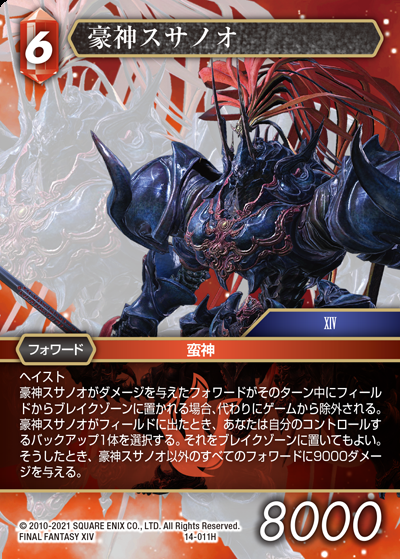 6
豪神スサノオ
XIV
フォワード
蛮神
ヘイスト
豪神スサノオがダメージを与えたフォワードがそのターン中にフィール
ドからブレイクゾーンに置かれる場合、代わりにゲームから除外される。
豪神スサノオがフィールドに出たとき、あなたは自分のコントロールす
るバックアップ1体を選択する。それをブレイクゾーンに置いてもよい。
そうしたとき、豪神スサノオ以外のすべてのフォワードに9000ダメー
ジを与える。
© 2010-2021 SQUARE ENIX CO., LTD. All Rights Reserved.
FINAL FANTASY XIV
14-011H
8000